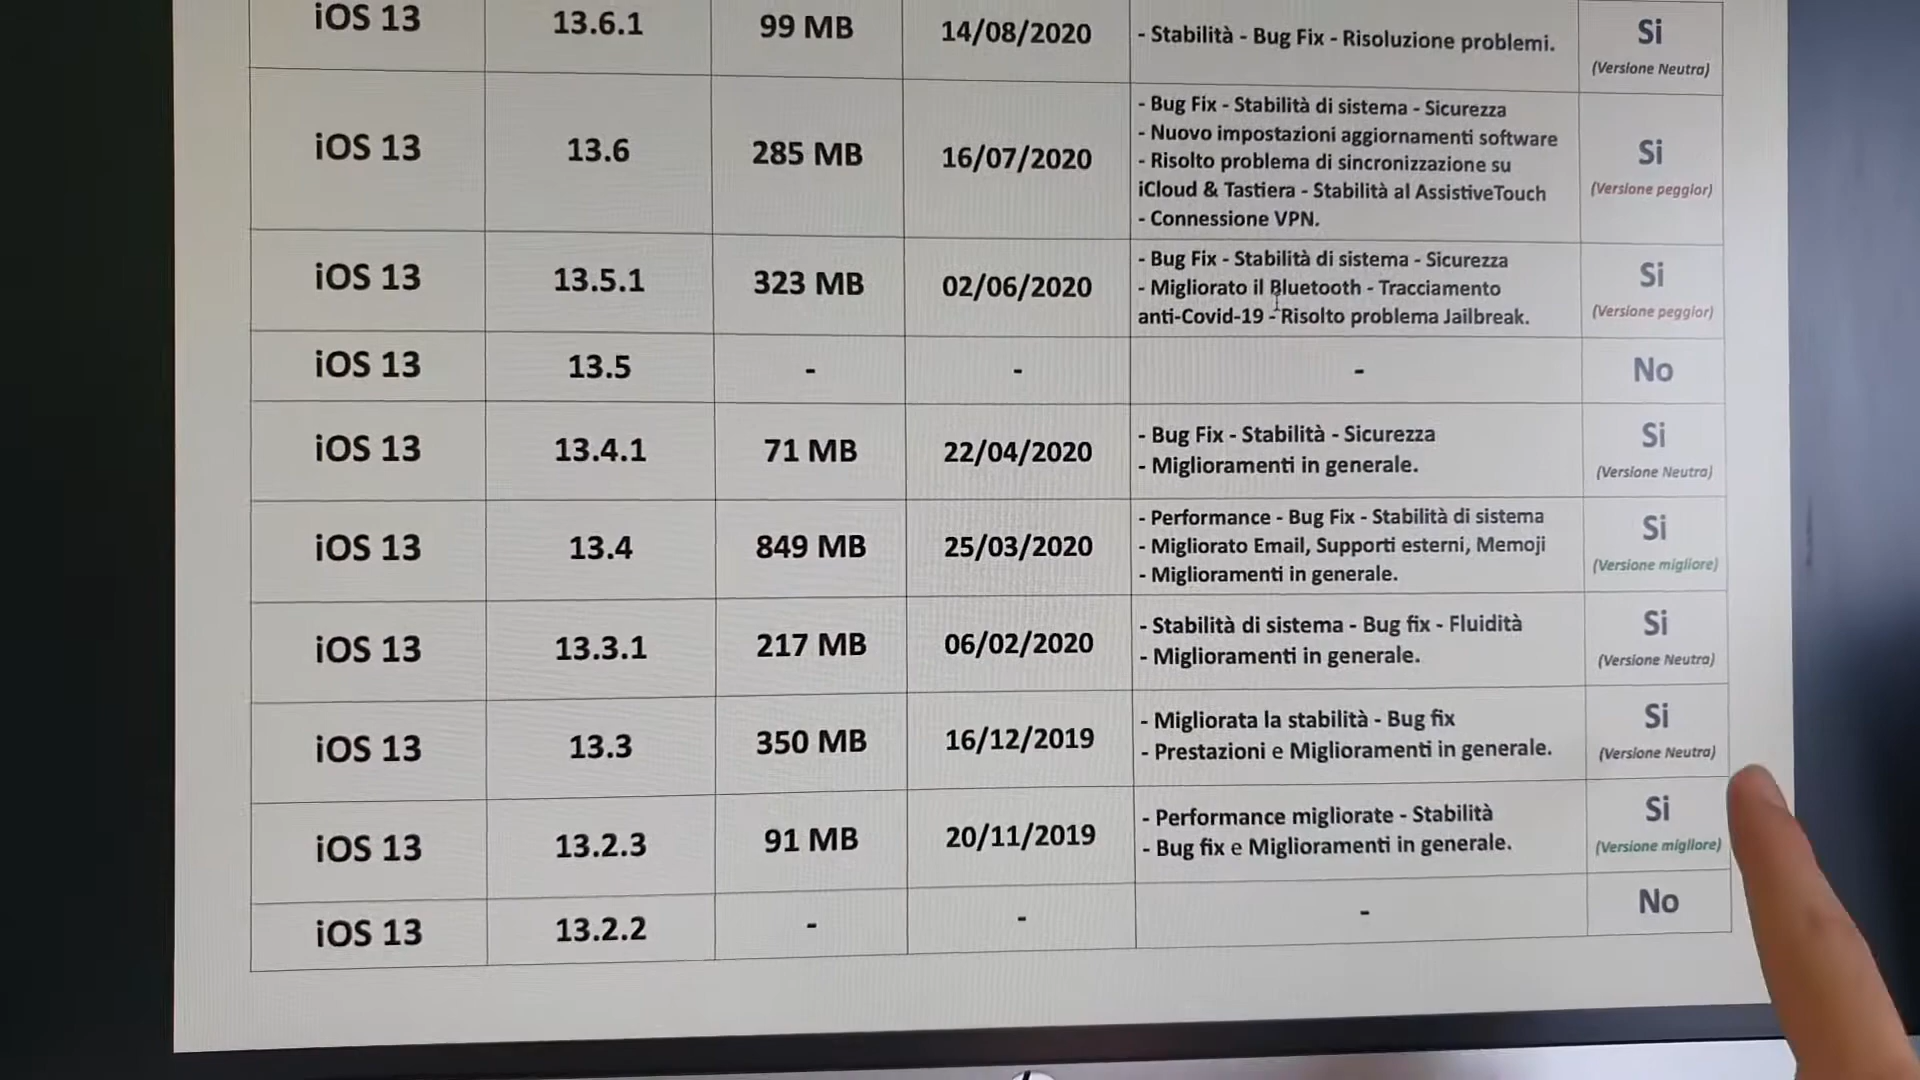 iOS 13 13.6.1 99 MB 14/08/2020 - Stabilità - Bug Fix - Risoluzione problemi. Si
(Versione Neutra)
- Bug Fix - Stabilità di sistema - Sicurezza
- Nuovo impostazioni aggiornamenti software
iOS 13 13.6 285 MB 16/07/2020 - Risolto problema di sincronizzazione su Si
iCloud & Tastiera - Stabilità al AssistiveTouch (Versione peggior)
- Connessione VPN.
- Bug Fix - Stabilità di sistema - Sicurezza
iOS 13 13.5.1 323 MB 02/06/2020 - Migliorato il Bluetooth - Tracciamento Si
anti-Covid-19 - Risolto problema Jailbreak. (Versione peggior)
iOS 13 13.5 - - - No
iOS 13 13.4.1 71 MB 22/04/2020 - Bug Fix - Stabilità - Sicurezza Si
- Miglioramenti in generale. (Versione Neutra)
- Performance - Bug Fix - Stabilità di sistema
iOS 13 13.4 849 MB 25/03/2020 - Migliorato Email, Supporti esterni, Memoji Si
- Miglioramenti in generale. (Versione migliore)
iOS 13 13.3.1 217 MB 06/02/2020 - Stabilità di sistema - Bug fix - Fluidità Si
- Miglioramenti in generale. (Versione Neutra)
iOS 13 13.3 350 MB 16/12/2019 - Migliorata la stabilità - Bug fix Si
- Prestazioni e Miglioramenti in generale. (Versione Neutra)
iOS 13 13.2.3 91 MB 20/11/2019 - Performance migliorate - Stabilità Si
- Bug fix e Miglioramenti in generale. (Versione migliore)
iOS 13 13.2.2 - - - No